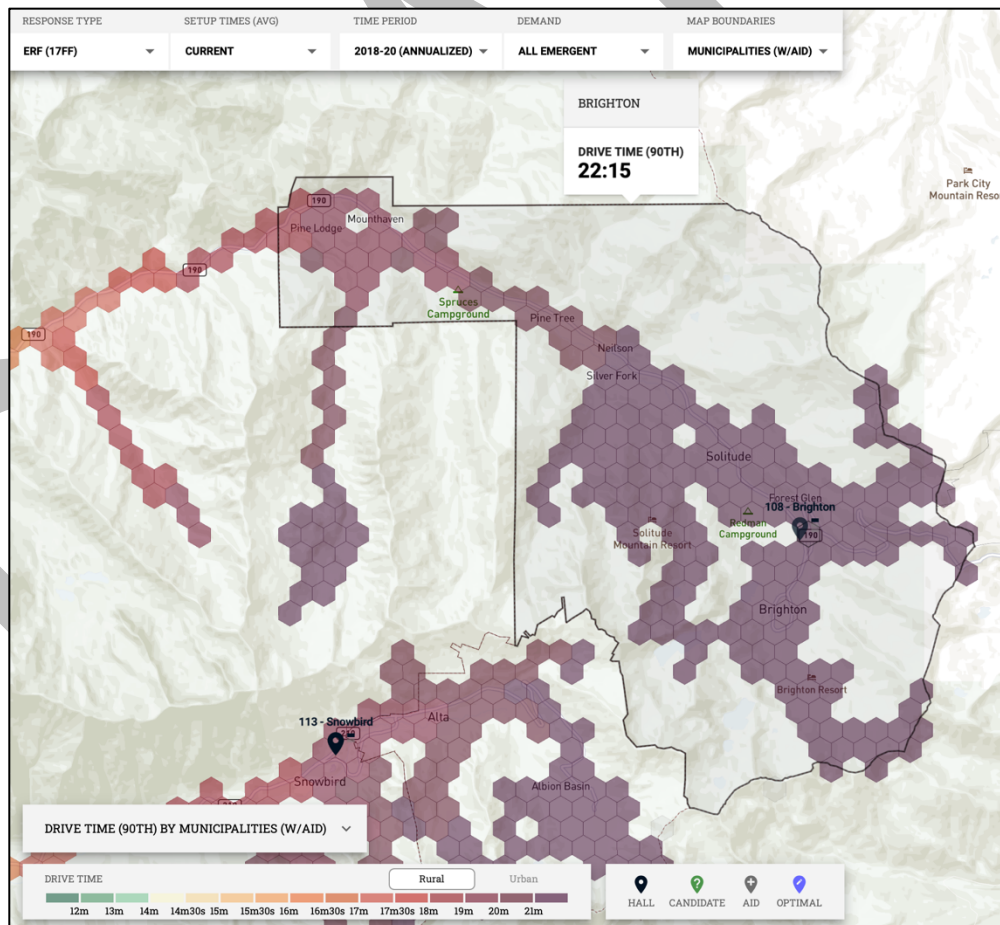 RESPONSE TYPE SETUP TIMES (AVG) TIME PERIOD DEMAND MAP BOUNDARIES
ERF (17FF) CURRENT 2018-20 (ANNUALIZED) ALL EMERGENT MUNICIPALITIES (W/AID)
BRIGHTON
DRIVE TIME (90TH)
22:15
Park City
Mountain Reso
190
Mounthaven
Pine Lodge
190
Spruces
Campground
Pine Tree
190
Neilson
Silver Fork
Solitude
Forest Glen
108 - Brighton
Redman
Campground
190
Solitude
Mountain Resort
Brighton
Brighton Resort
Alta
113 - Snowbird
Snowbird
Albion Basin
DRIVE TIME (90TH) BY MUNICIPALITIES (W/AID)
DRIVE TIME Rural Urban
12m 13m 14m 14m30s 15m 15m30s 16m 16m30s 17m 17m30s 18m 19m 20m 21m
HALL CANDIDATE AID OPTIMAL